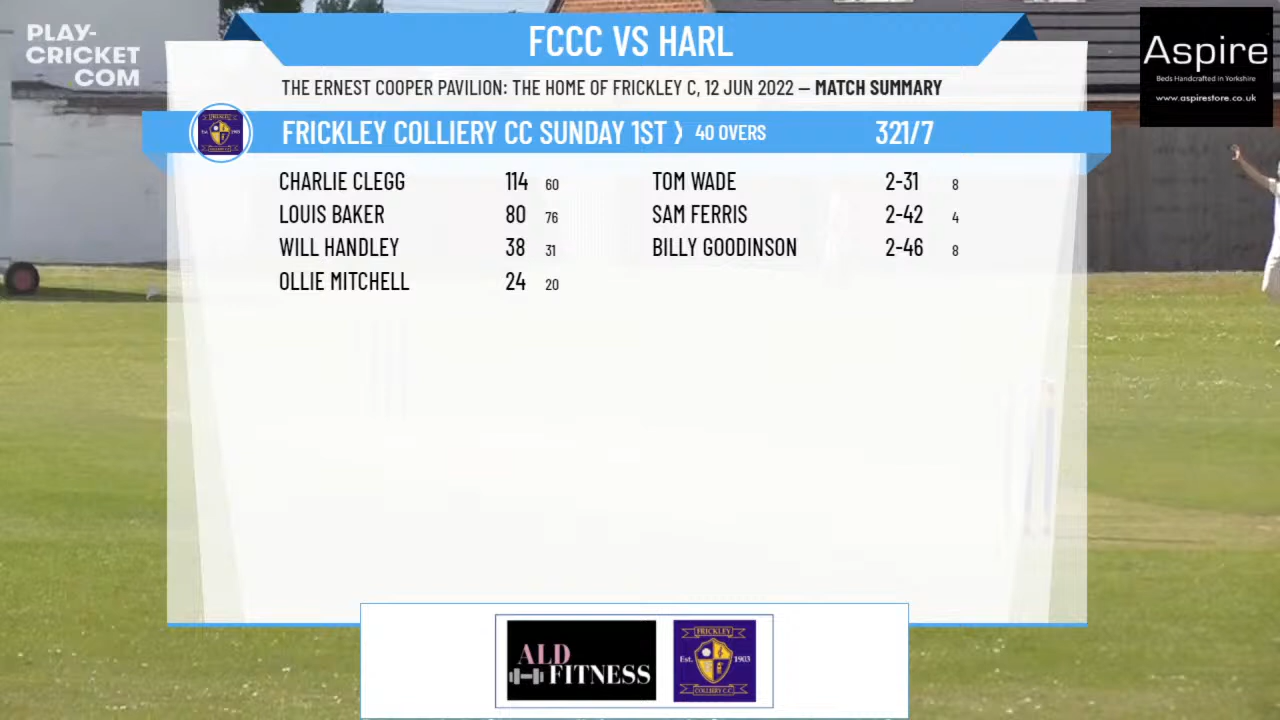 PLAY-
CRICKET
COM
FCCC VS HARL
Aspire
Beds Handcrafted in Yorkshire
www.aspirestore.co.uk
THE ERNEST COOPER PAVILION: THE HOME OF FRICKLEY C, 12 JUN 2022 – MATCH SUMMARY
FRICKLEY COLLIERY CC SUNDAY 1ST › 40 OVERS 321/7
CHARLIE CLEGG 114 60 TOM WADE 2-31 8
LOUIS BAKER 80 76 SAM FERRIS 2-42 4
WILL HANDLEY 38 31 BILLY GOODINSON 2-46 8
OLLIE MITCHELL 24 20
ALD
FITNESS
FRICKLEY
Est. 1903
COLLIERY C.C